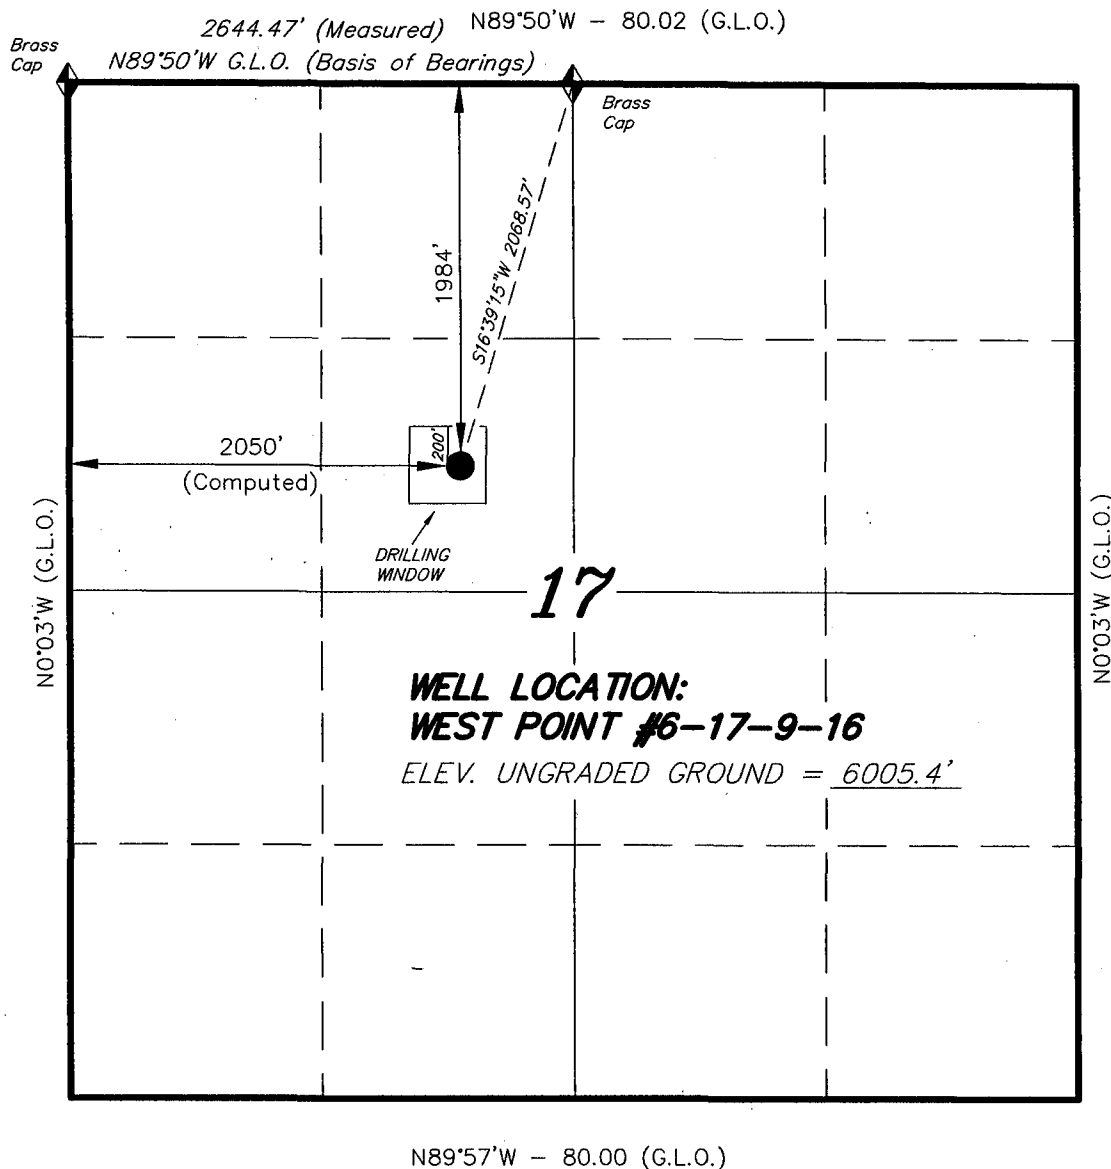 2644.47' (Measured)
N89°50'W – 80.02 (G.L.O.)
Brass
Cap
N89°50'W G.L.O. (Basis of Bearings)
Brass
Cap
S16°39'15"W 2068.57'
1984'
2050'
(Computed)
200'
DRILLING
WINDOW
N0°03'W (G.L.O.)
N0°03'W (G.L.O.)
17
WELL LOCATION:
WEST POINT #6–17–9–16
ELEV. UNGRADED GROUND = 6005.4'
N89°57'W – 80.00 (G.L.O.)